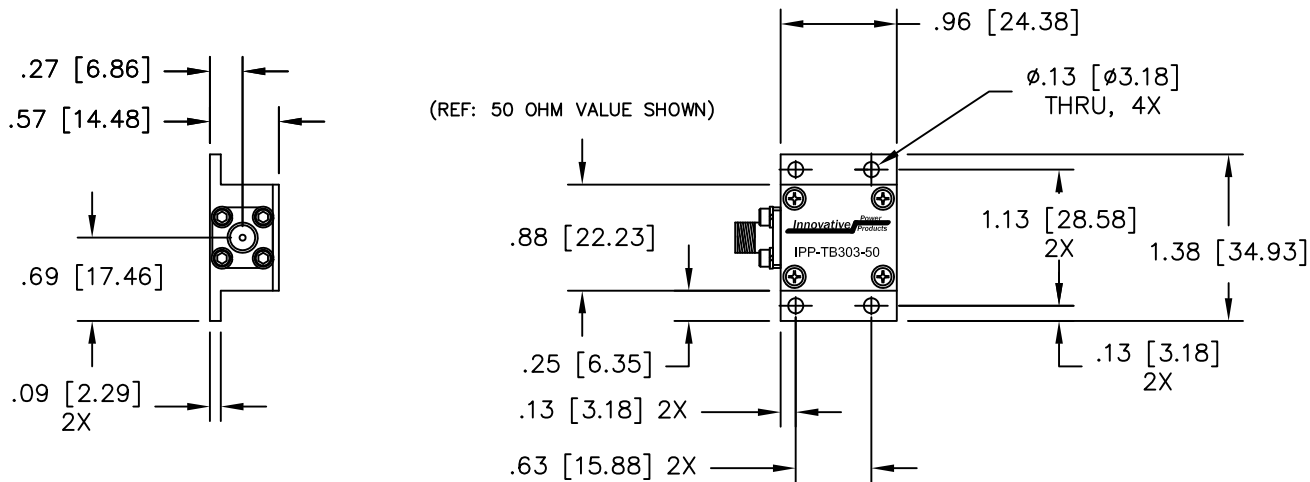 .96 [24.38]
.27 [6.86]
ø.13 [ø3.18]
THRU, 4X
.57 [14.48]
(REF: 50 OHM VALUE SHOWN)
Innovative Power
Products
.88 [22.23]
IPP-TB303-50
1.13 [28.58]
2X
1.38 [34.93]
.69 [17.46]
.25 [6.35]
.13 [3.18]
2X
.09 [2.29]
2X
.13 [3.18] 2X
.63 [15.88] 2X